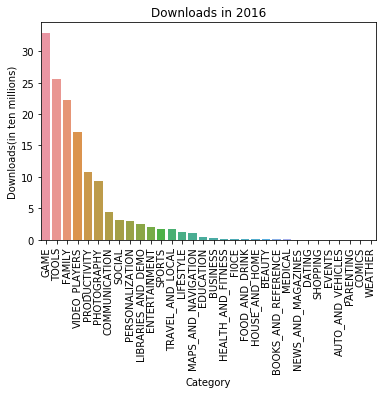 Downloads in 2016
Downloads(in ten millions)
30
25
20
15
10
5
0
GAME
TOOLS
FAMILY
VIDEO_PLAYERS
PRODUCTIVITY
PHOTOGRAPHY
COMMUNICATION
SOCIAL
PERSONALIZATION
LIBRARIES_AND_DEMO
ENTERTAINMENT
SPORTS
TRAVEL_AND_LOCAL
LIFESTYLE
MAPS_AND_NAVIGATION
EDUCATION
BUSINESS
HEALTH_AND_FITNESS
FI0CE
FOOD_AND_DRINK
HOUSE_AND_HOME
BEAUTY
BOOKS_AND_REFERENCE
MEDICAL
NEWS_AND_MAGAZINES
DATING
SHOPPING
EVENTS
AUTO_AND_VEHICLES
PARENTING
COMICS
WEATHER
Category